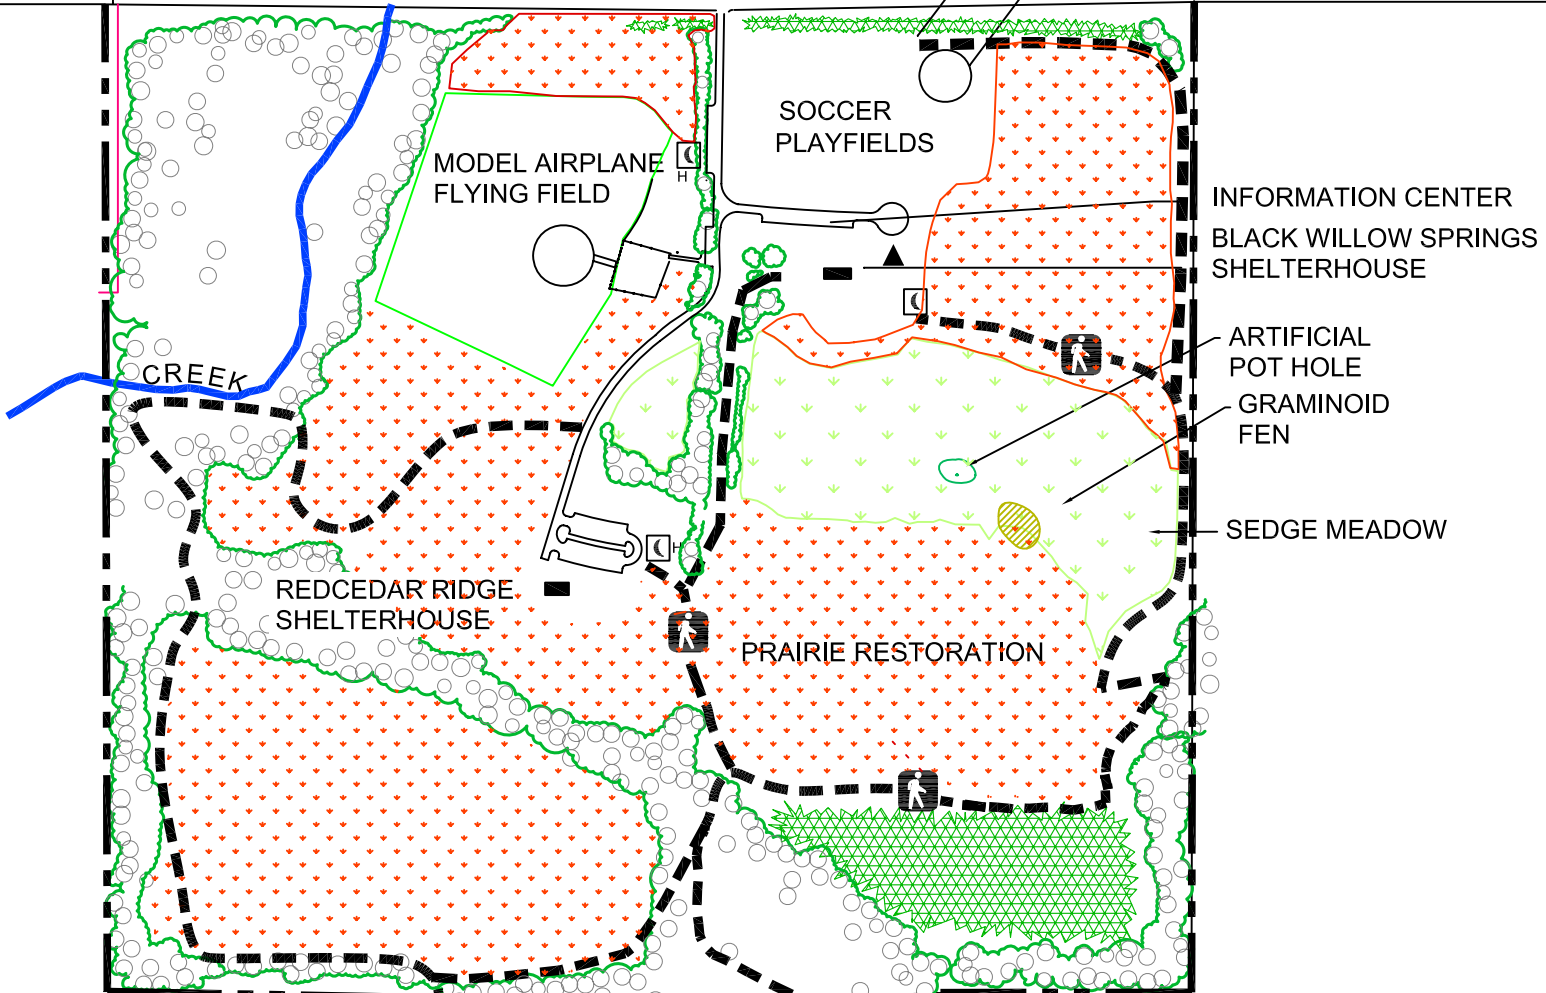 SOCCER
PLAYFIELDS
MODEL AIRPLANE
FLYING FIELD
H
INFORMATION CENTER
BLACK WILLOW SPRINGS
SHELTERHOUSE
ARTIFICIAL
POT HOLE
CREEK
GRAMINOID
FEN
SEDGE MEADOW
H
REDCEDAR RIDGE
SHELTERHOUSE
PRAIRIE RESTORATION